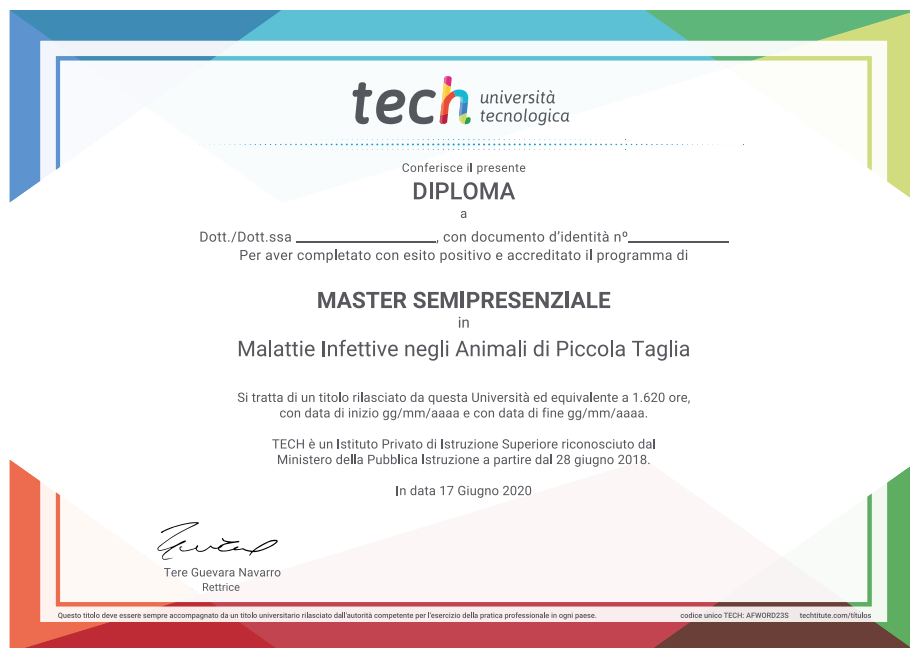 tech università
tecnologica
Conferisce il presente
DIPLOMA
a
Dott./Dott.ssa ________________, con documento d'identità nº____________
Per aver completato con esito positivo e accreditato il programma di
MASTER SEMIPRESENZIALE
in
Malattie Infettive negli Animali di Piccola Taglia
Si tratta di un titolo rilasciato da questa Università ed equivalente a 1.620 ore,
con data di inizio gg/mm/aaaa e con data di fine gg/mm/aaaa.
TECH è un Istituto Privato di Istruzione Superiore riconosciuto dal
Ministero della Pubblica Istruzione a partire dal 28 giugno 2018.
In data 17 Giugno 2020
Tere Guevara Navarro
Rettrice
Questo titolo deve essere sempre accompagnato da un titolo universitario rilasciato dall'autorità competente per l'esercizio della pratica professionale in ogni paese. codice unico TECH: AFWORD23S techtitute.com/titulos